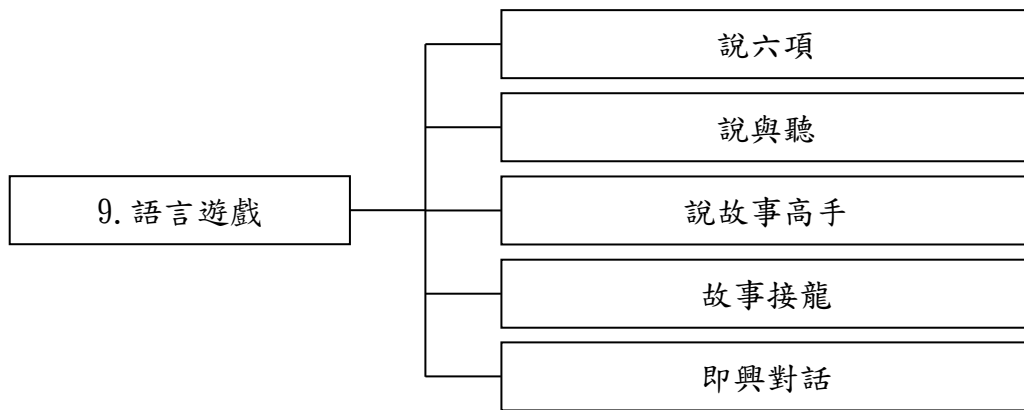 說六項
說與聽
9.語言遊戲
說故事高手
故事接龍
即興對話